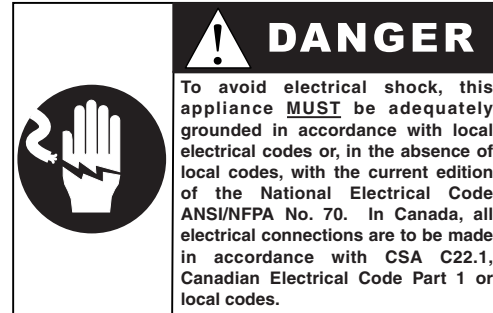 DANGER
To avoid electrical shock, this
appliance MUST be adequately
grounded in accordance with local
electrical codes or, in the absence of
local codes, with the current edition
of the National Electrical Code
ANSI/NFPA No. 70. In Canada, all
electrical connections are to be made
in accordance with CSA C22.1,
Canadian Electrical Code Part 1 or
local codes.